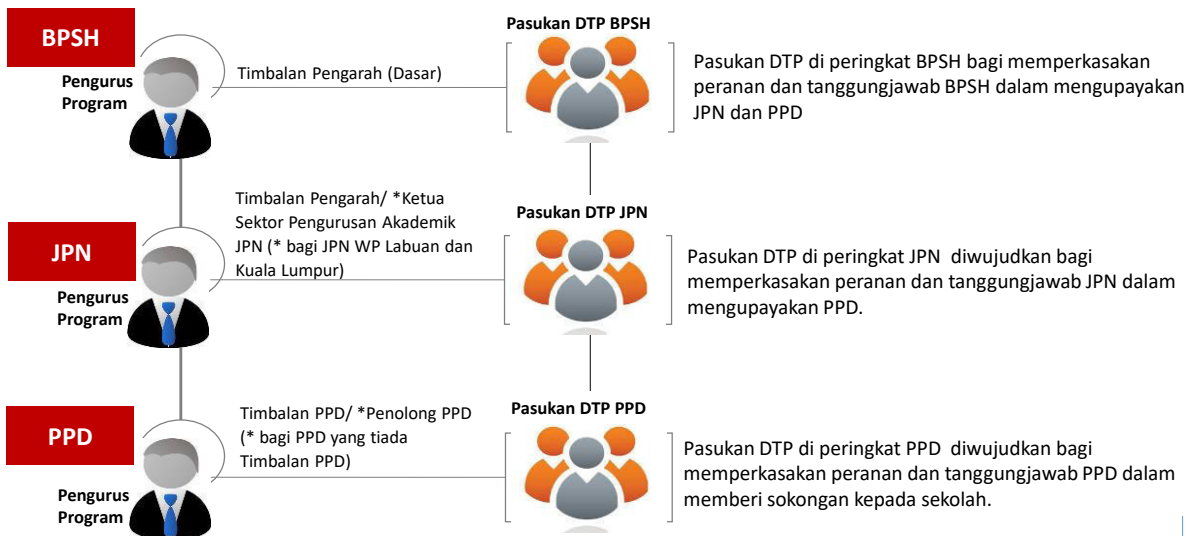 BPSH
Pengurus
Program
Timbalan Pengarah (Dasar)
Pasukan DTP BPSH
Pasukan DTP di peringkat BPSH bagi memperkasakan
peranan dan tanggungjawab BPSH dalam mengupayakan
JPN dan PPD
JPN
Pengurus
Program
Timbalan Pengarah/ *Ketua
Sektor Pengurusan Akademik
JPN (* bagi JPN WP Labuan dan
Kuala Lumpur)
Pasukan DTP JPN
Pasukan DTP di peringkat JPN diwujudkan bagi
memperkasakan peranan dan tanggungjawab JPN dalam
mengupayakan PPD.
PPD
Pengurus
Program
Timbalan PPD/ *Penolong PPD
(* bagi PPD yang tiada
Timbalan PPD)
Pasukan DTP PPD
Pasukan DTP di peringkat PPD diwujudkan bagi
memperkasakan peranan dan tanggungjawab PPD dalam
memberi sokongan kepada sekolah.